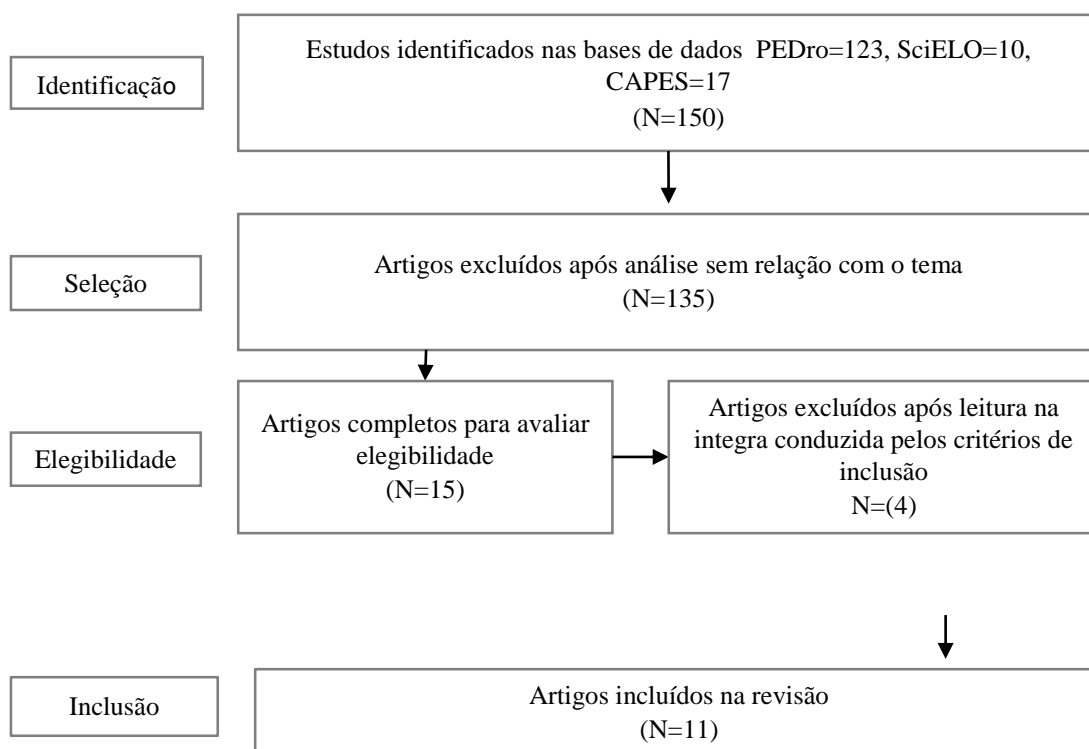 Identificação
Estudos identificados nas bases de dados PEDro=123, SciELO=10,
CAPES=17
(N=150)
Seleção
Artigos excluídos após análise sem relação com o tema
(N=135)
Elegibilidade
Artigos completos para avaliar
elegibilidade
(N=15)
Artigos excluídos após leitura na
integra conduzida pelos critérios de
inclusão
N=(4)
Inclusão
Artigos incluídos na revisão
(N=11)